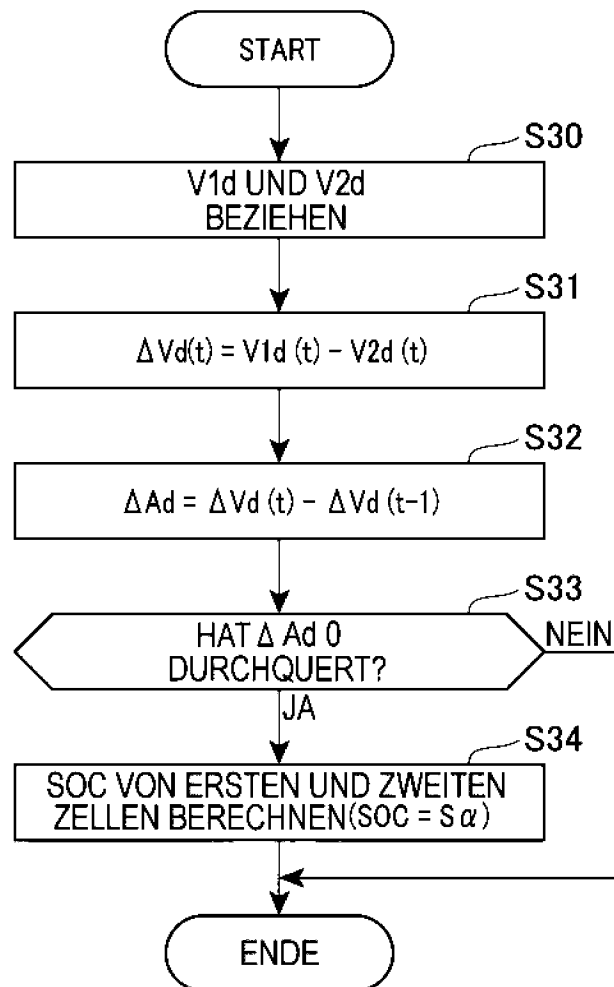 START
S30
V1d UND V2d
BEZIEHEN
S31
ΔVd(t) = V1d (t) - V2d (t)
S32
ΔAd = ΔVd (t) - ΔVd (t-1)
S33
HAT Δ Ad 0
DURCHQUERT?
NEIN
JA
S34
SOC VON ERSTEN UND ZWEITEN
ZELLEN BERECHNEN(SOC = Sα)
ENDE